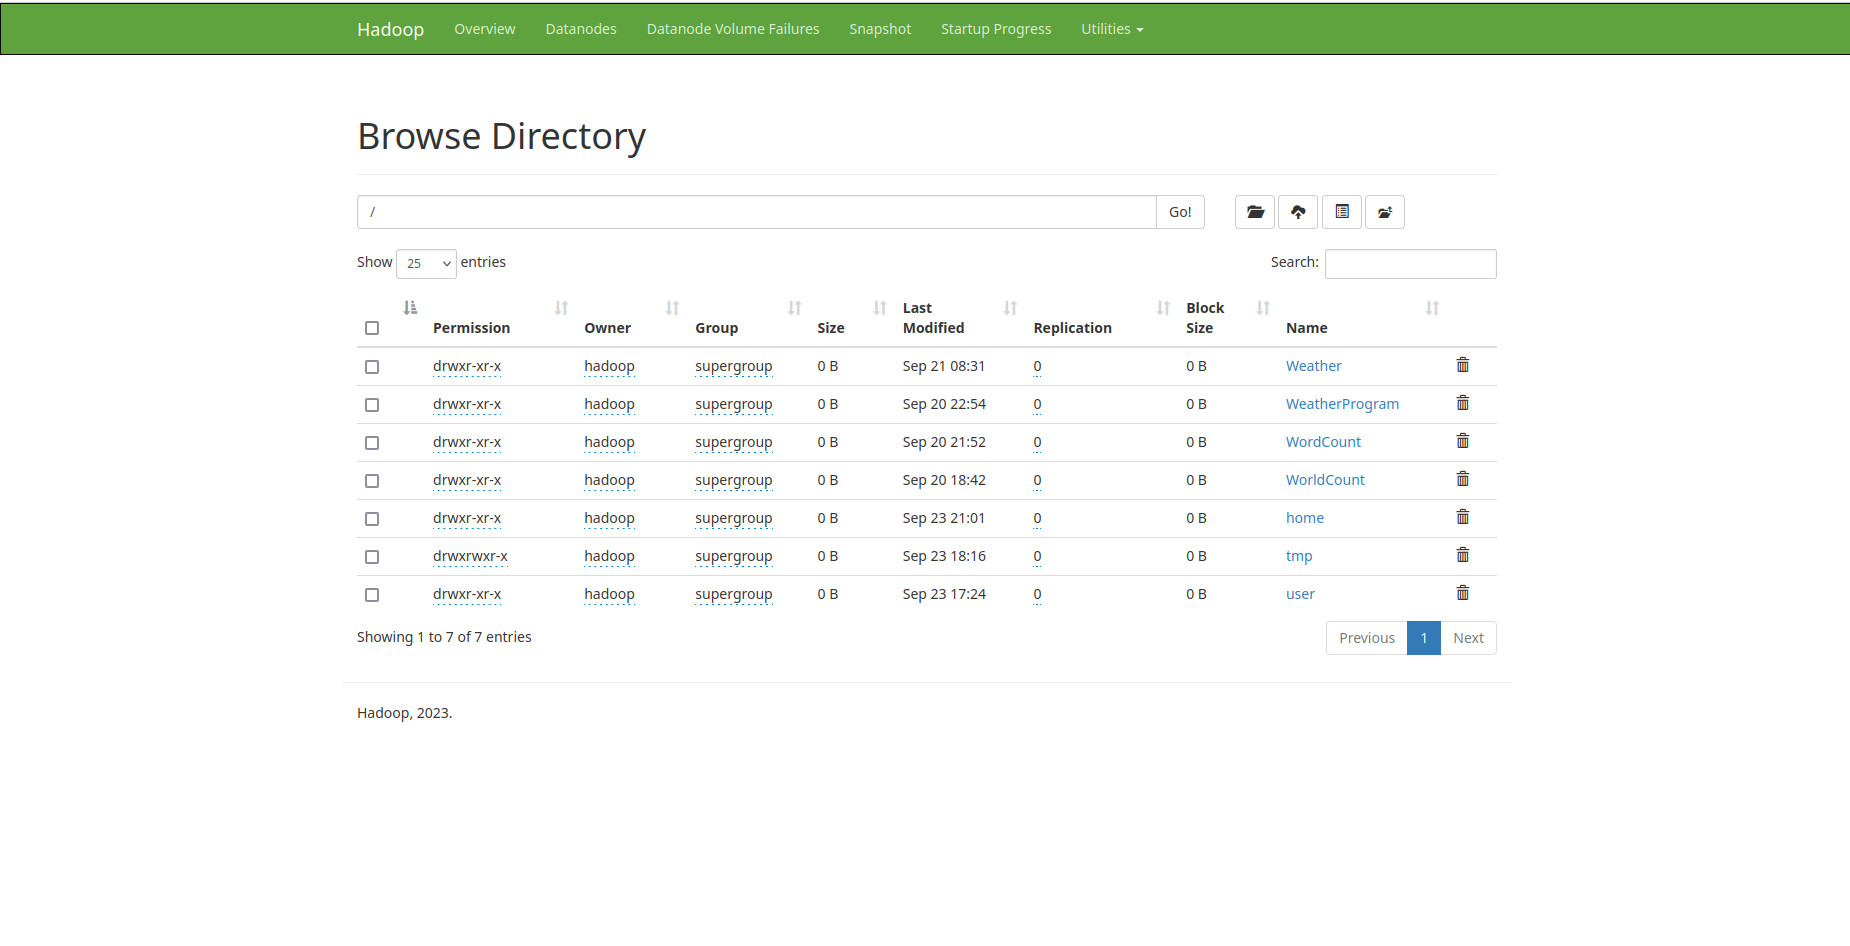 Hadoop Overview Datanodes Datanode Volume Failures Snapshot Startup Progress Utilities
Browse Directory
/ Go!
Show 25 entries Search:
Permission Owner Group Size Last Modified Replication Block Size Name
drwxr-xr-x hadoop supergroup 0 B Sep 21 08:31 0 0 B Weather
drwxr-xr-x hadoop supergroup 0 B Sep 20 22:54 0 0 B WeatherProgram
drwxr-xr-x hadoop supergroup 0 B Sep 20 21:52 0 0 B WordCount
drwxr-xr-x hadoop supergroup 0 B Sep 20 18:42 0 0 B WorldCount
drwxr-xr-x hadoop supergroup 0 B Sep 23 21:01 0 0 B home
drwxrwxr-x hadoop supergroup 0 B Sep 23 18:16 0 0 B tmp
drwxr-xr-x hadoop supergroup 0 B Sep 23 17:24 0 0 B user
Showing 1 to 7 of 7 entries Previous 1 Next
Hadoop, 2023.